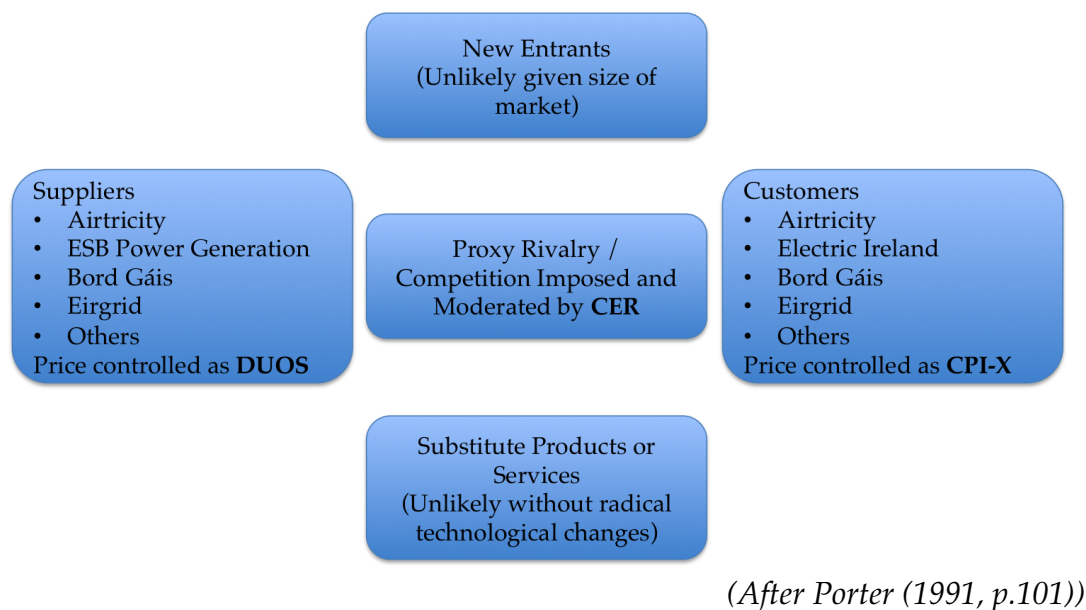 New Entrants
(Unlikely given size of
market)
Suppliers
• Airtricity
• ESB Power Generation
• Bord Gáis
• Eirgrid
• Others
Price controlled as DUOS
Proxy Rivalry /
Competition Imposed and
Moderated by CER
Customers
• Airtricity
• Electric Ireland
• Bord Gáis
• Eirgrid
• Others
Price controlled as CPI-X
Substitute Products or
Services
(Unlikely without radical
technological changes)
(After Porter (1991, p.101))